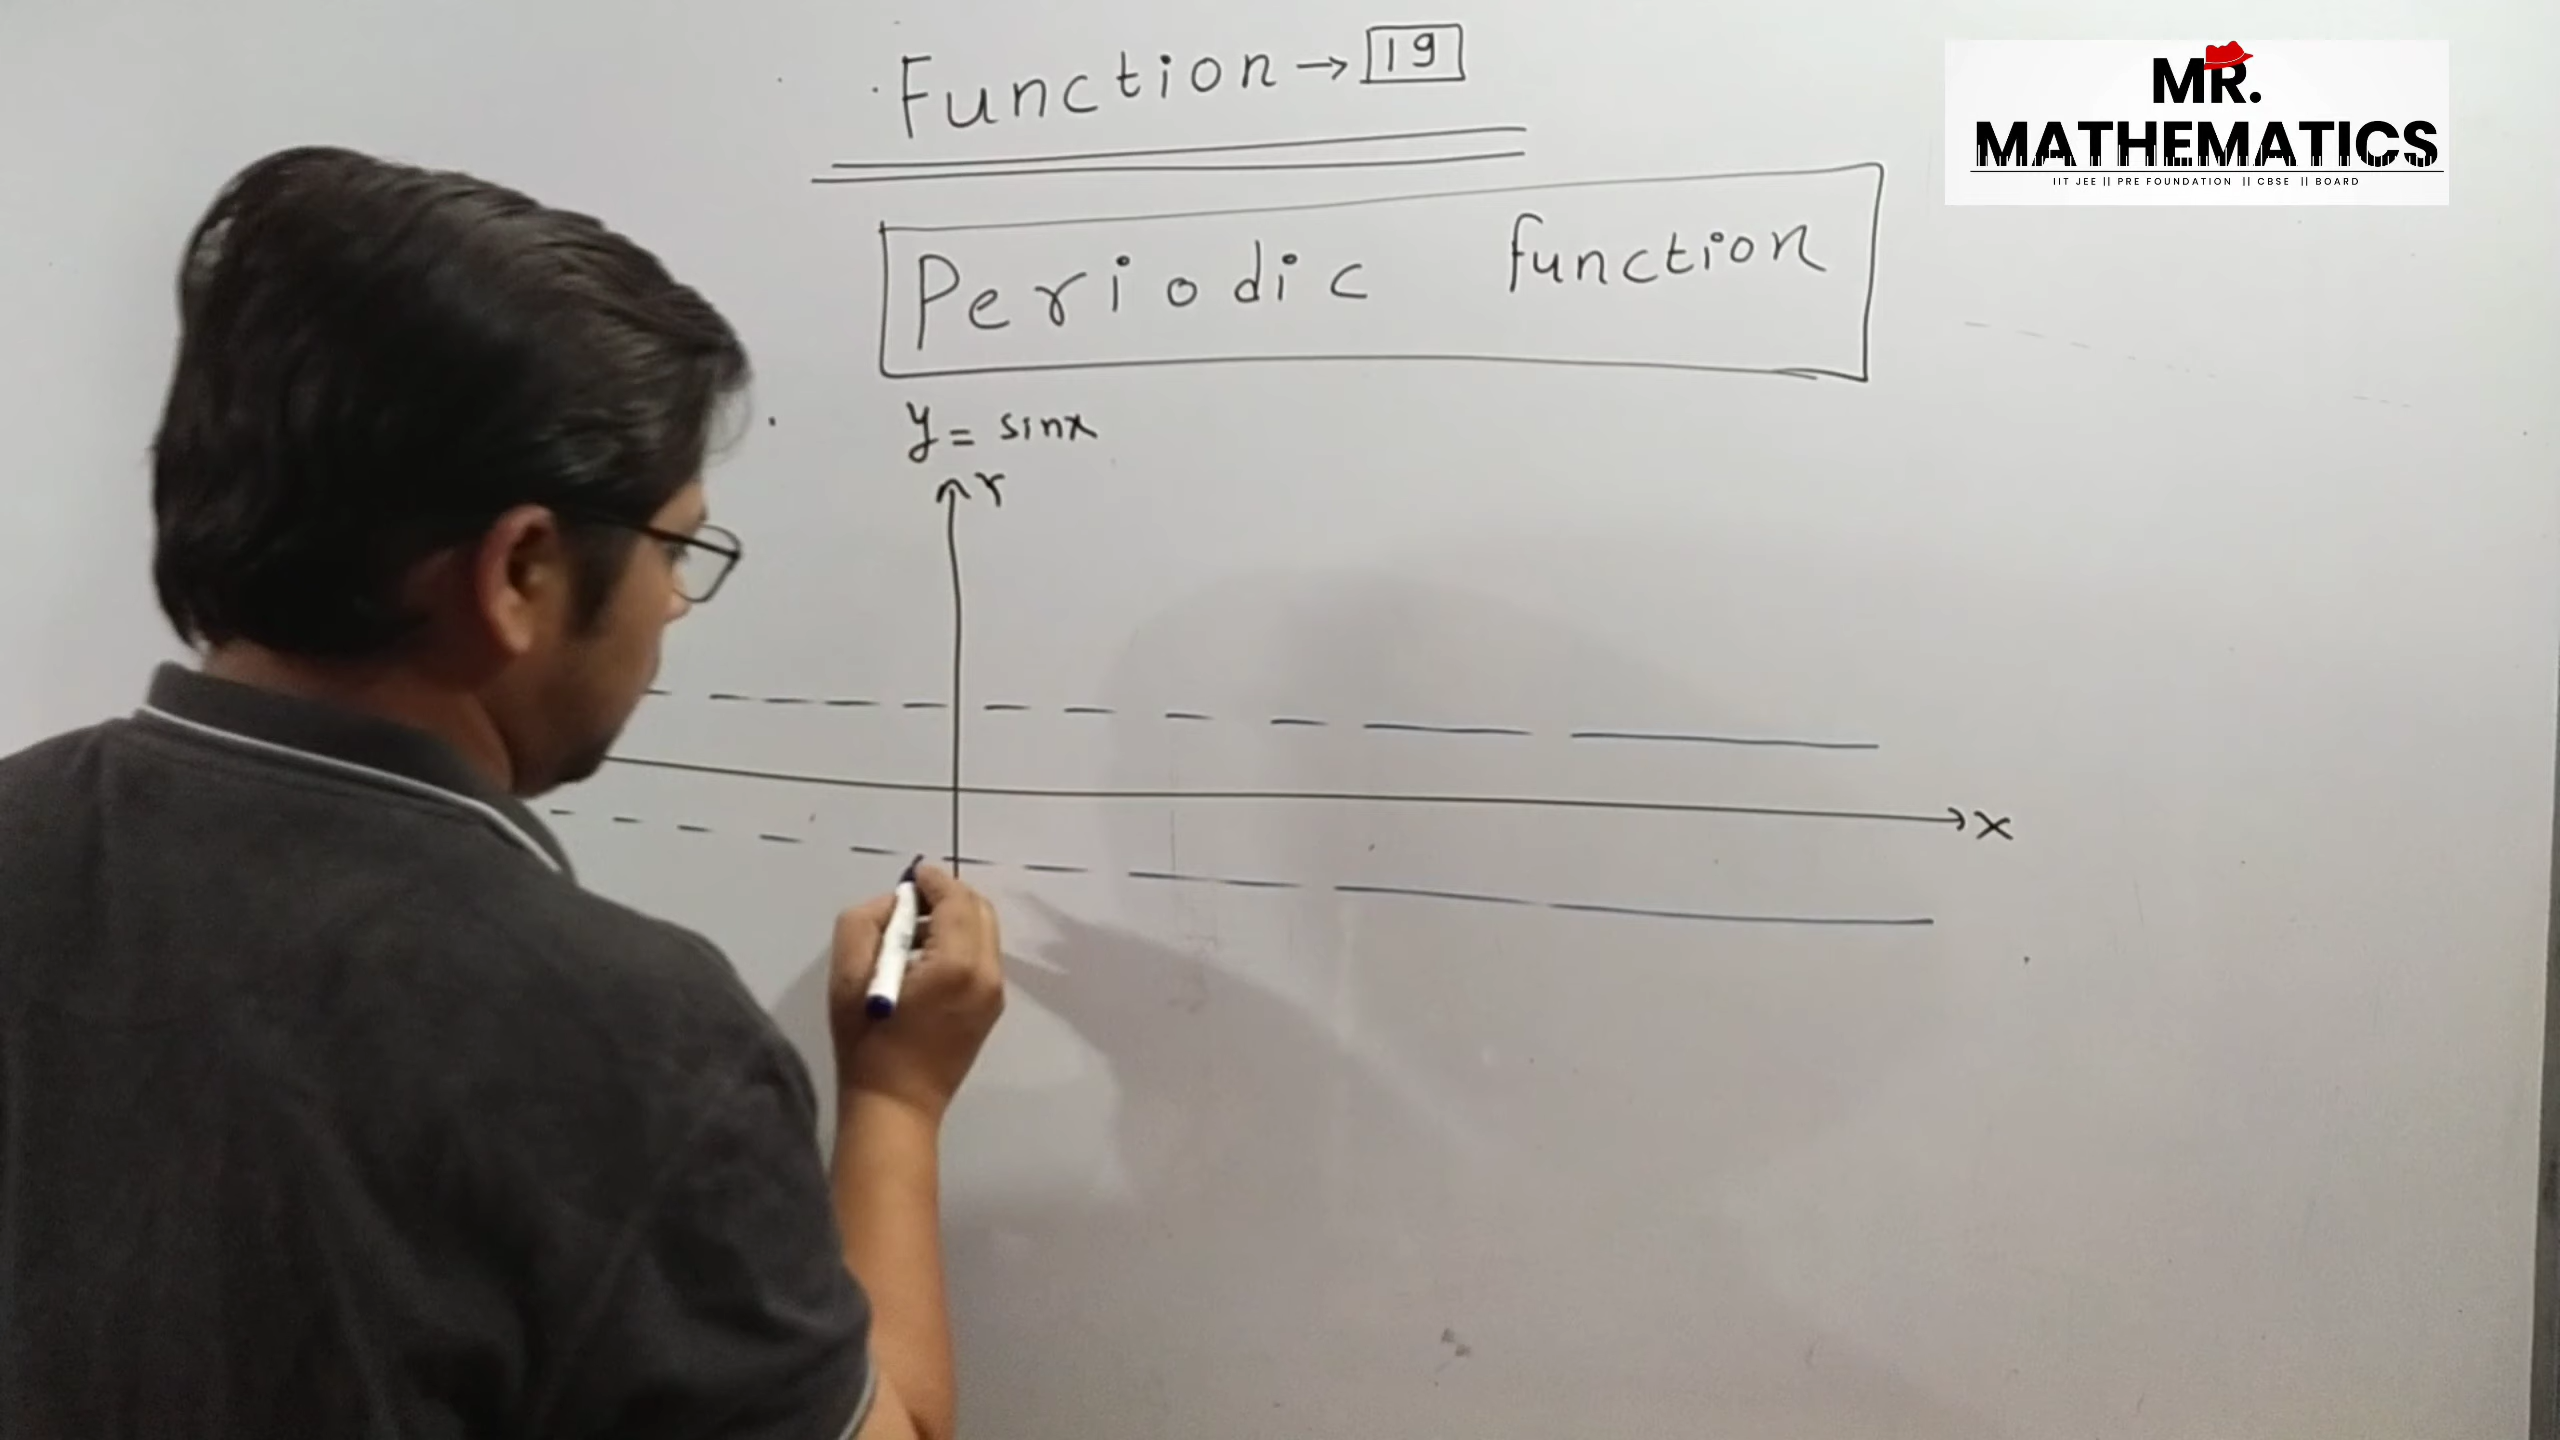 Function → 19
MR.
MATHEMATICS
IIT JEE || PRE FOUNDATION || CBSE || BOARD
Periodic function
y = sinx
Y
X